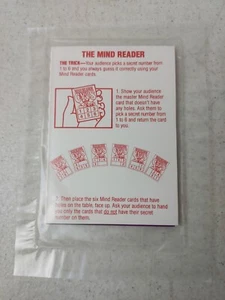 THE MIND READER
THE TRICK—Your audience picks a secret number from
1 to 6 and you always guess it correctly using your
Mind Reader cards.
1. Show your audience
the master Mind Reader
card that doesn't have
any holes. Ask them to
pick a secret number from
1 to 6 and return the card
to you.
2. Then place the six Mind Reader cards that have
holes on the table, face up. Ask your audience to hand
you only the cards that do not have their secret
number on them.